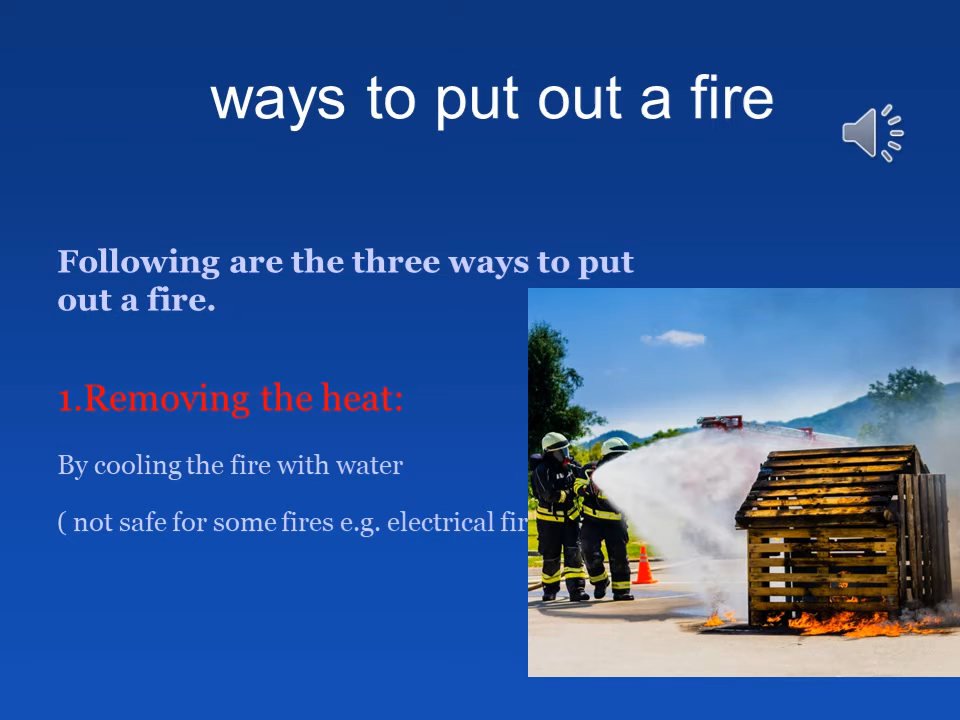 ways to put out a fire
Following are the three ways to put
out a fire.
1.Removing the heat:
By cooling the fire with water
( not safe for some fires e.g. electrical